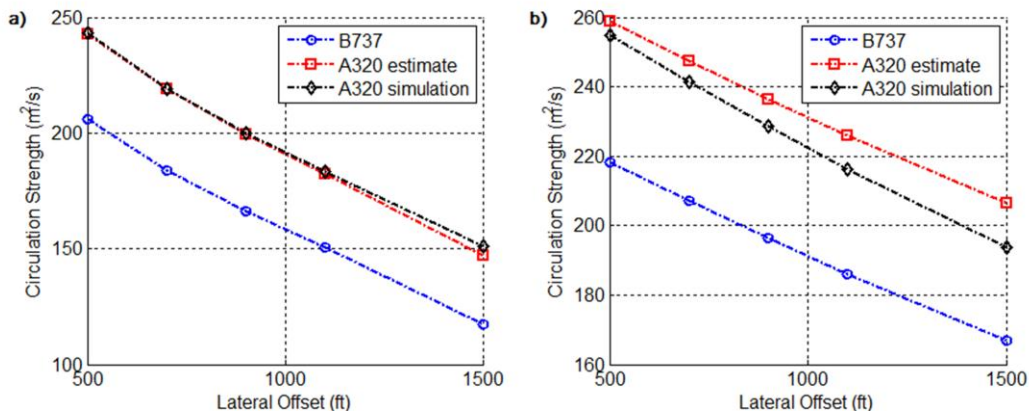 a)
250
200
150
100
Circulation Strength (m²/s)
B737
A320 estimate
A320 simulation
500 1000 1500
Lateral Offset (ft)
b)
260
240
220
200
180
160
Circulation Strength (m²/s)
B737
A320 estimate
A320 simulation
500 1000 1500
Lateral Offset (ft)